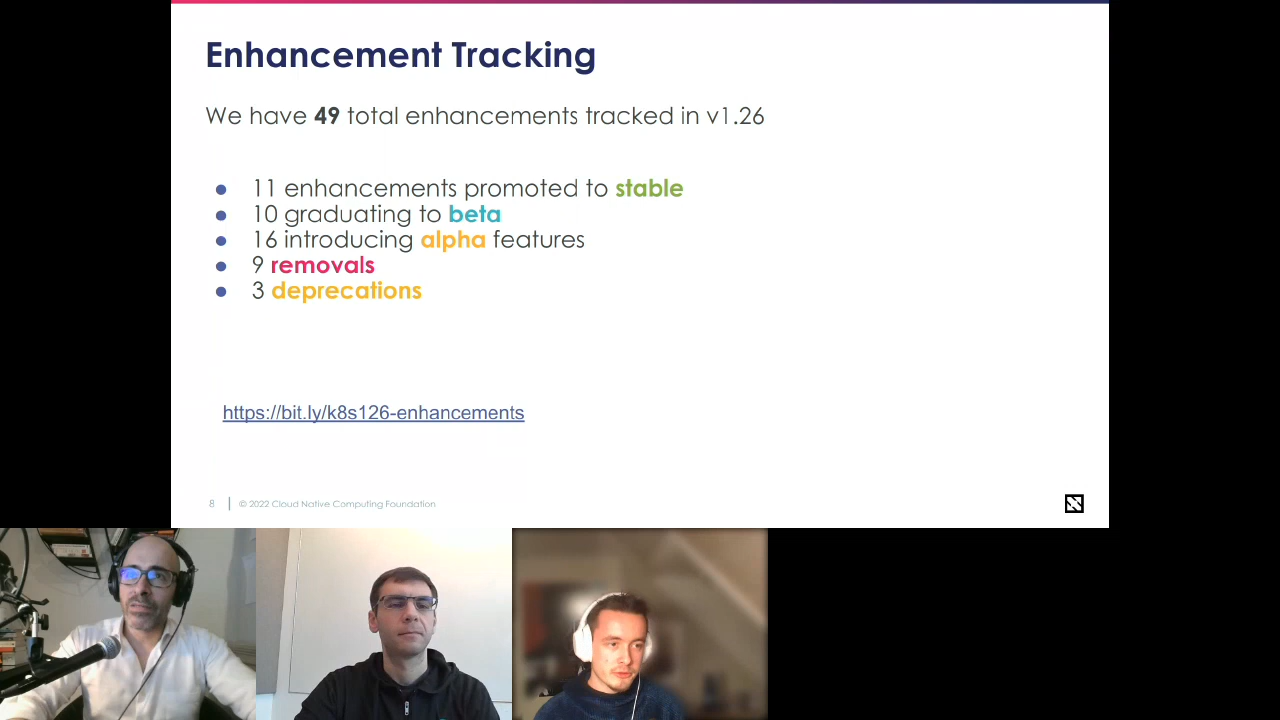 Enhancement Tracking
We have 49 total enhancements tracked in v1.26
● 11 enhancements promoted to stable
● 10 graduating to beta
● 16 introducing alpha features
● 9 removals
● 3 deprecations
https://bit.ly/k8s126-enhancements
8 | © 2022 Cloud Native Computing Foundation